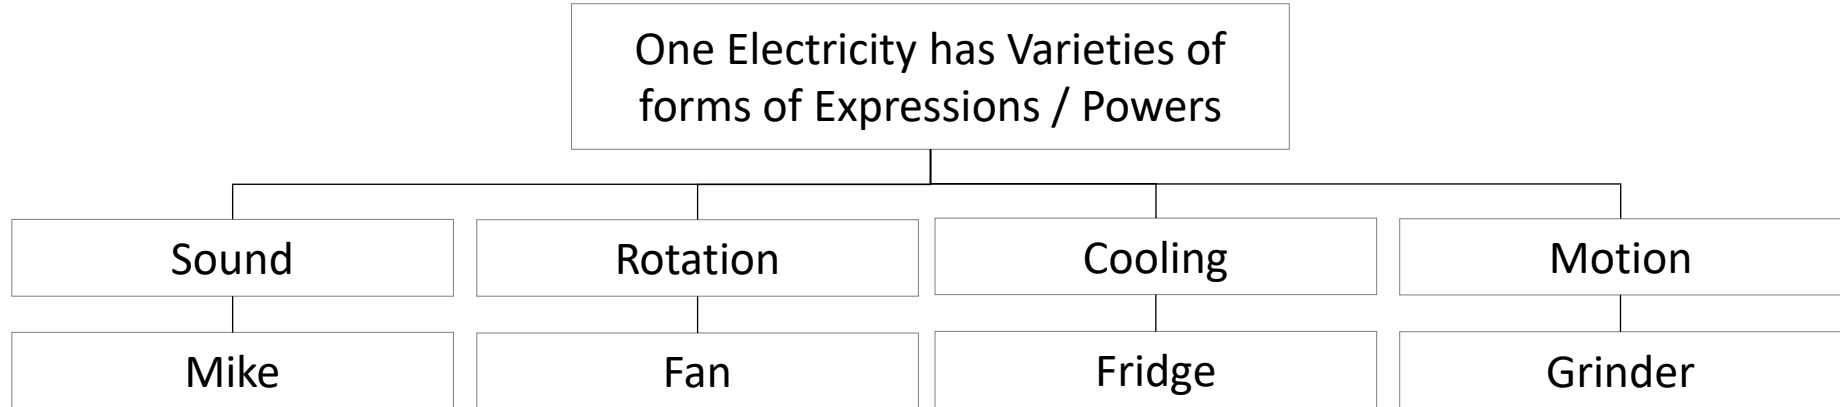 One Electricity has Varieties of
forms of Expressions / Powers
Sound
Rotation
Cooling
Motion
Mike
Fan
Fridge
Grinder